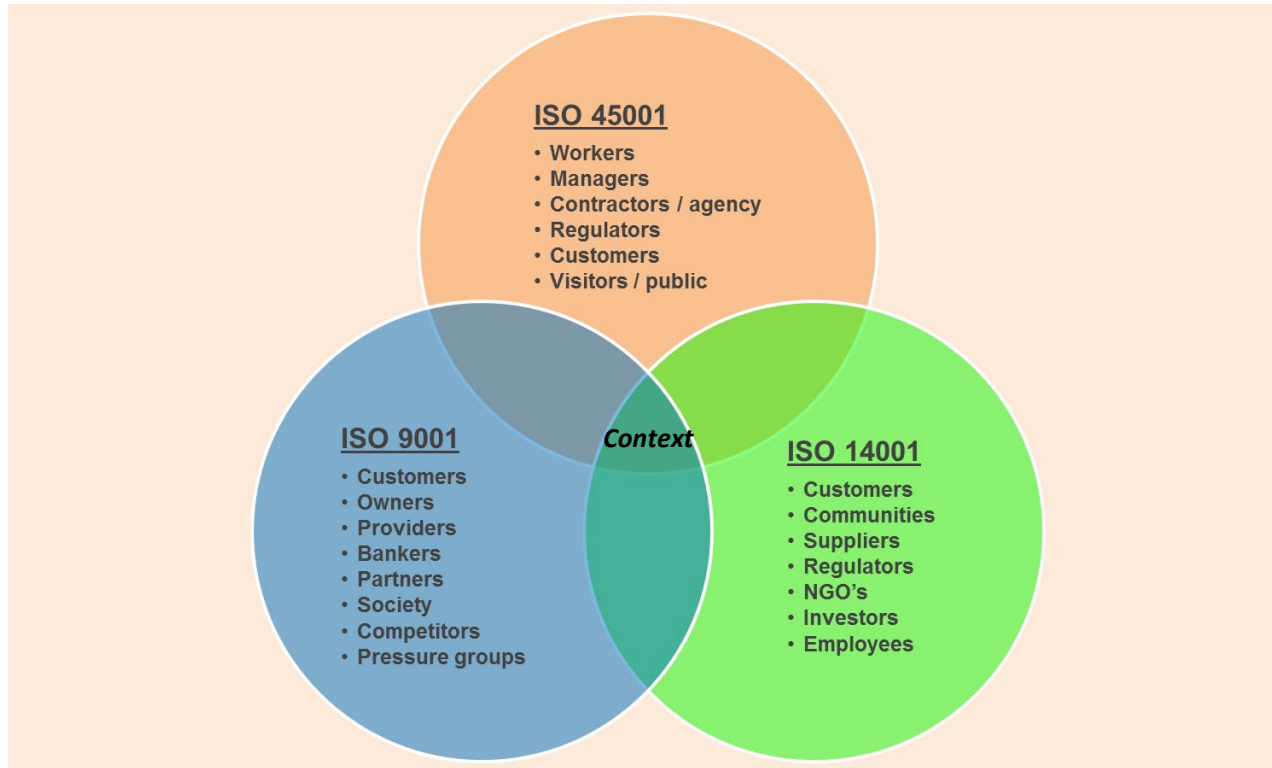 ISO 45001
• Workers
• Managers
• Contractors / agency
• Regulators
• Customers
• Visitors / public
Context
ISO 9001
• Customers
• Owners
• Providers
• Bankers
• Partners
• Society
• Competitors
• Pressure groups
ISO 14001
• Customers
• Communities
• Suppliers
• Regulators
• NGO’s
• Investors
• Employees